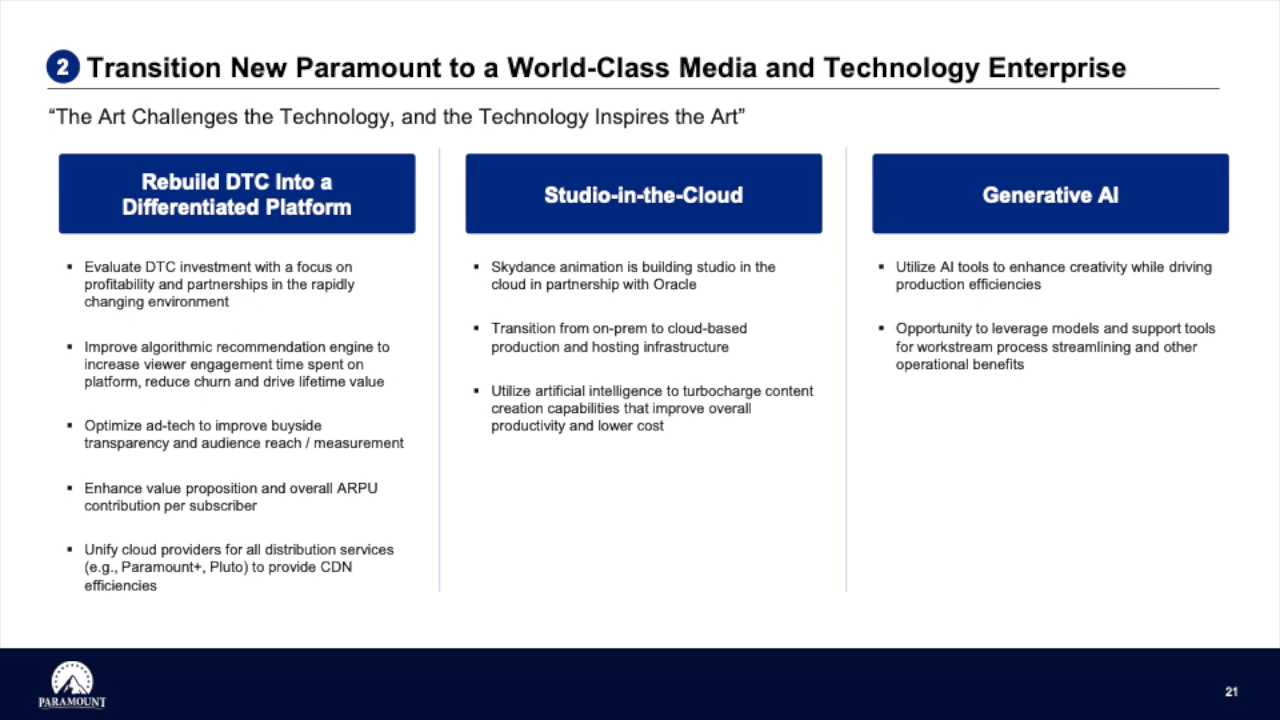 2 Transition New Paramount to a World-Class Media and Technology Enterprise
“The Art Challenges the Technology, and the Technology Inspires the Art”
Rebuild DTC Into a
Differentiated Platform
▪ Evaluate DTC investment with a focus on
profitability and partnerships in the rapidly
changing environment
▪ Improve algorithmic recommendation engine to
increase viewer engagement time spent on
platform, reduce churn and drive lifetime value
▪ Optimize ad-tech to improve buyside
transparency and audience reach / measurement
▪ Enhance value proposition and overall ARPU
contribution per subscriber
▪ Unify cloud providers for all distribution services
(e.g., Paramount+, Pluto) to provide CDN
efficiencies
Studio-in-the-Cloud
▪ Skydance animation is building studio in the
cloud in partnership with Oracle
▪ Transition from on-prem to cloud-based
production and hosting infrastructure
▪ Utilize artificial intelligence to turbocharge content
creation capabilities that improve overall
productivity and lower cost
Generative AI
▪ Utilize AI tools to enhance creativity while driving
production efficiencies
▪ Opportunity to leverage models and support tools
for workstream process streamlining and other
operational benefits
PARAMOUNT
21